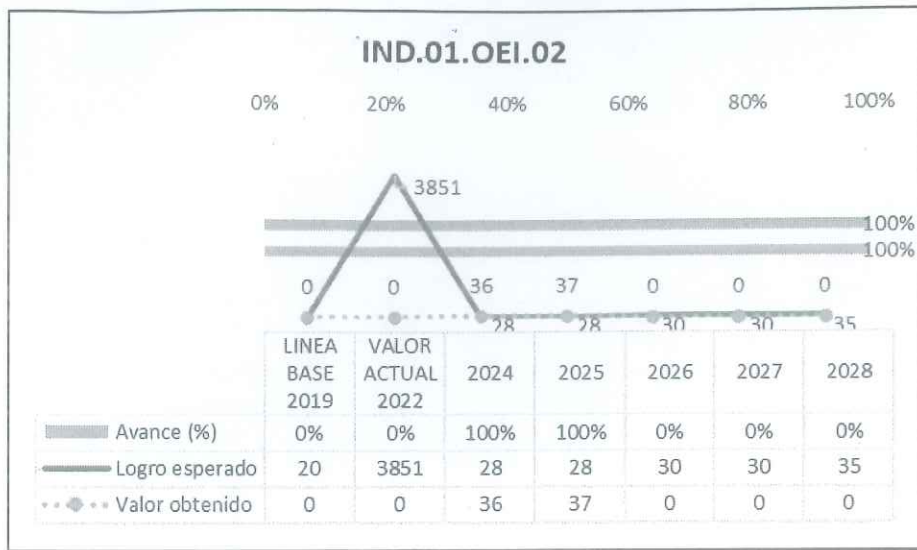 IND.01.OEI.02
0% 20% 40% 60% 80% 100%
3851
100%
100%
0 0 36 37 0 0 0
28 28 30 30 35
LINEA BASE 2019 VALOR ACTUAL 2022 2024 2025 2026 2027 2028
Avance (%) 0% 0% 100% 100% 0% 0% 0%
Logro esperado 20 3851 28 28 30 30 35
Valor obtenido 0 0 36 37 0 0 0